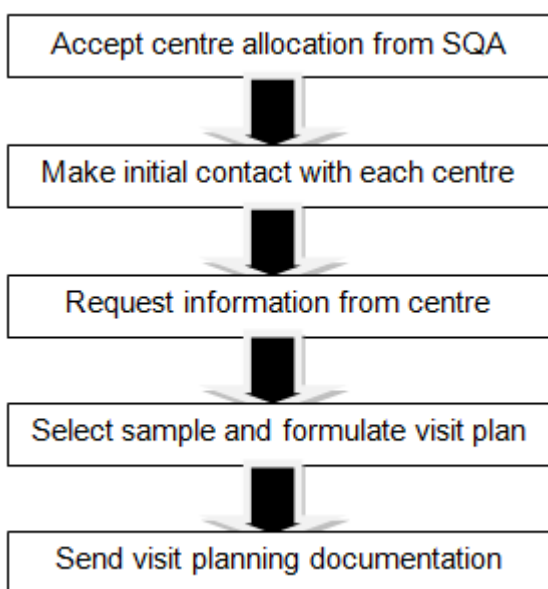 Accept centre allocation from SQA
Make initial contact with each centre
Request information from centre
Select sample and formulate visit plan
Send visit planning documentation